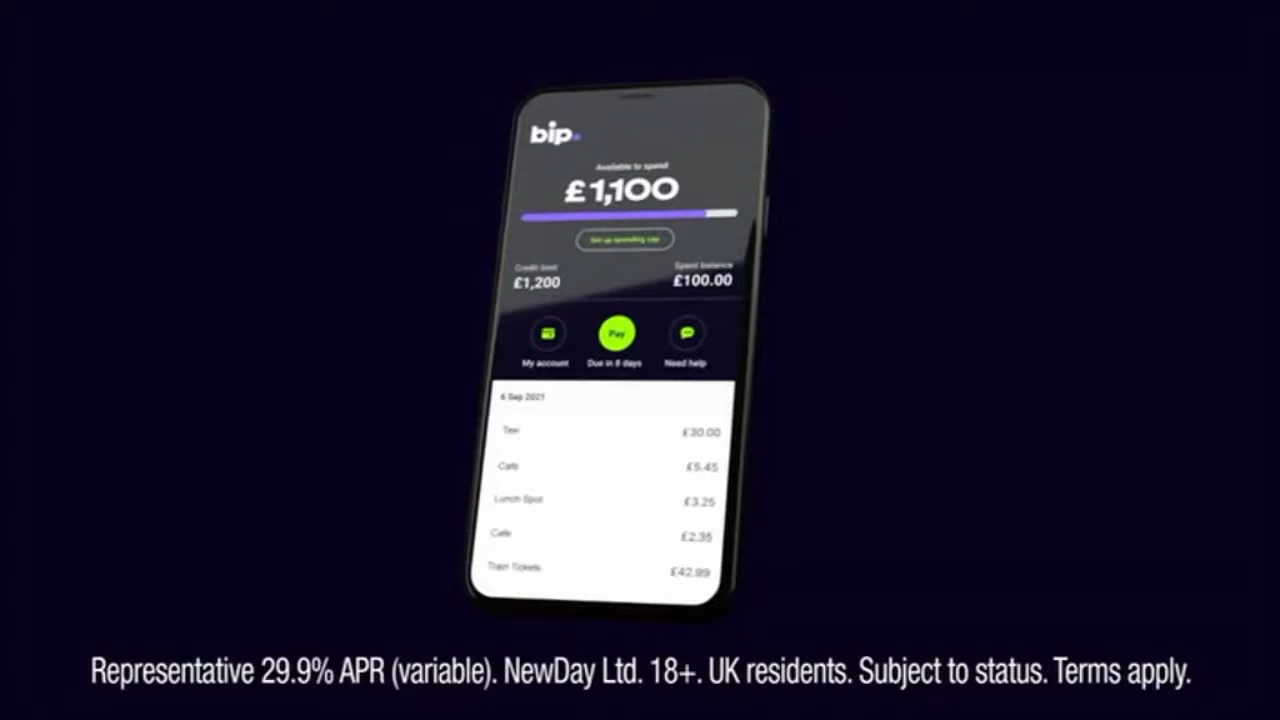 bip.
Available to spend
£1,100
Set up spending cap
Credit limit Spent balance
£1,200 £100.00
Pay
My account Due in 8 days Need help
6 Sep 2021
Taxi £30.00
Café £5.45
Lunch Spot £3.25
Café £2.35
Train Tickets £42.99
Representative 29.9% APR (variable). NewDay Ltd. 18+. UK residents. Subject to status. Terms apply.